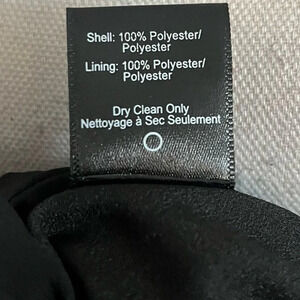 Shell: 100% Polyester/
Polyester
Lining: 100% Polyester/
Polyester
Dry Clean Only
Nettoyage à Sec Seulement